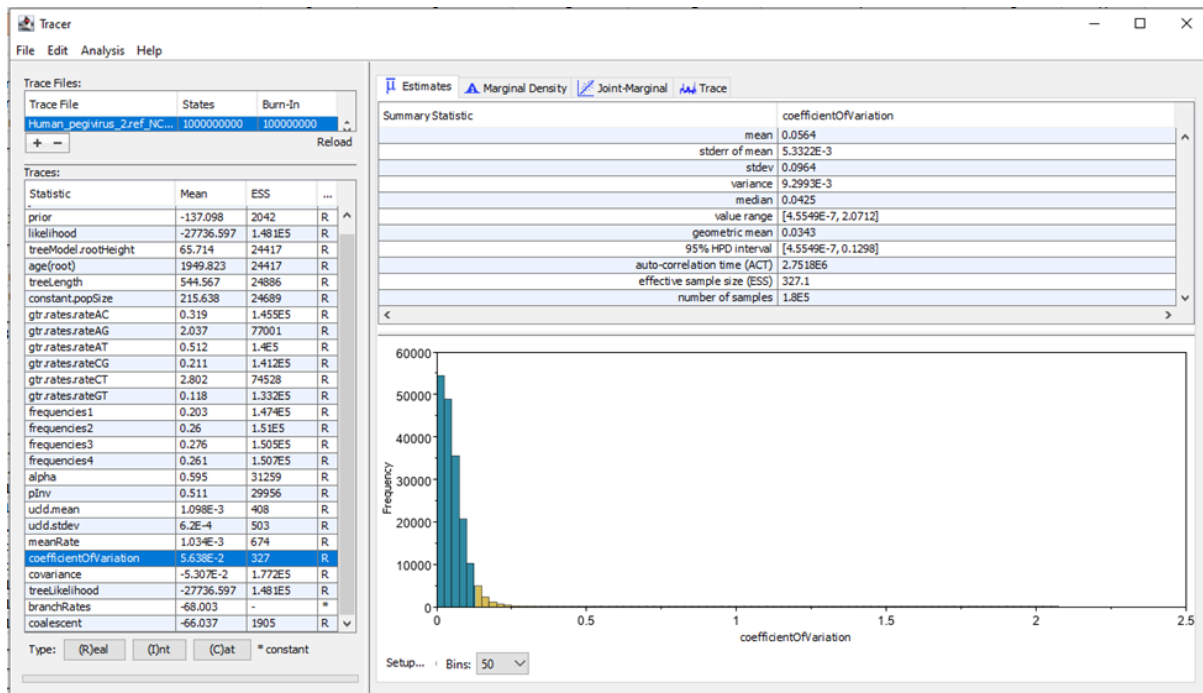 Tracer
File Edit Analysis Help
Trace Files:
Trace File States Burn-In
Human_pegivirus_2.ref_NC... 1000000000 100000000
+ − Reload
Traces:
Statistic Mean ESS ...
prior -137.098 2042 R
likelihood -27736.597 1.481E5 R
treeModel.rootHeight 65.714 24417 R
age(root) 1949.823 24417 R
treeLength 544.567 24886 R
constant.popSize 215.638 24689 R
gtr.rates.rateAC 0.319 1.455E5 R
gtr.rates.rateAG 2.037 77001 R
gtr.rates.rateAT 0.512 1.4E5 R
gtr.rates.rateCG 0.211 1.412E5 R
gtr.rates.rateCT 2.802 74528 R
gtr.rates.rateGT 0.118 1.332E5 R
frequencies1 0.203 1.474E5 R
frequencies2 0.26 1.51E5 R
frequencies3 0.276 1.505E5 R
frequencies4 0.261 1.507E5 R
alpha 0.595 31259 R
pInv 0.511 29956 R
ucld.mean 1.098E-3 408 R
ucld.stdev 6.2E-4 503 R
meanRate 1.034E-3 674 R
coefficientOfVariation 5.638E-2 327 R
covariance -5.307E-2 1.772E5 R
treeLikelihood -27736.597 1.481E5 R
branchRates -68.003 - *
coalescent -66.037 1905 R
Type: (R)eal (I)nt (C)at * constant
Estimates Marginal Density Joint-Marginal Trace
Summary Statistic coefficientOfVariation
mean 0.0564
stderr of mean 5.3322E-3
stdev 0.0964
variance 9.2993E-3
median 0.0425
value range [4.5549E-7, 2.0712]
geometric mean 0.0343
95% HPD interval [4.5549E-7, 0.1298]
auto-correlation time (ACT) 2.7518E6
effective sample size (ESS) 327.1
number of samples 1.8E5
60000
50000
40000
30000
20000
10000
0
Frequency
0 0.5 1 1.5 2 2.5
coefficientOfVariation
Setup... Bins: 50